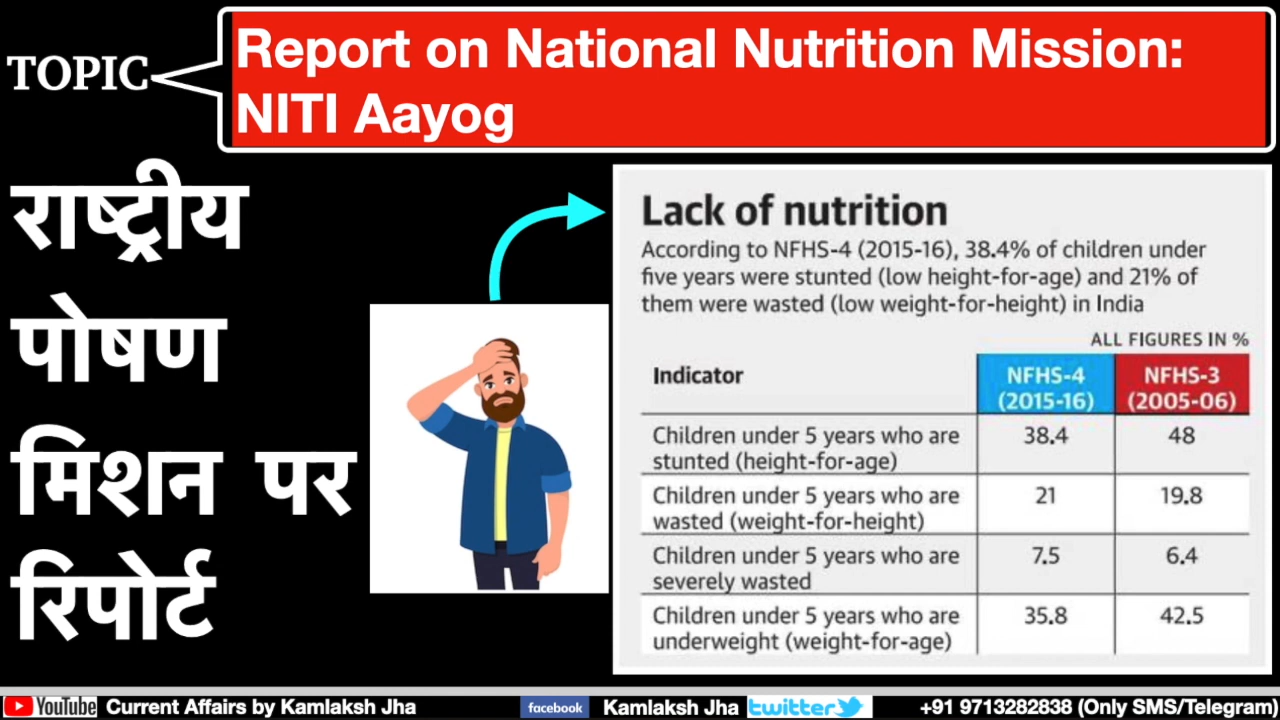 TOPIC
Report on National Nutrition Mission:
NITI Aayog
राष्ट्रीय
पोषण
मिशन पर
रिपोर्ट
Lack of nutrition
According to NFHS-4 (2015-16), 38.4% of children under
five years were stunted (low height-for-age) and 21% of
them were wasted (low weight-for-height) in India
ALL FIGURES IN %
Indicator NFHS-4 (2015-16) NFHS-3 (2005-06)
Children under 5 years who are
stunted (height-for-age) 38.4 48
Children under 5 years who are
wasted (weight-for-height) 21 19.8
Children under 5 years who are
severely wasted 7.5 6.4
Children under 5 years who are
underweight (weight-for-age) 35.8 42.5
YouTube Current Affairs by Kamlaksh Jha facebook Kamlaksh Jha twitter +91 9713282838 (Only SMS/Telegram)